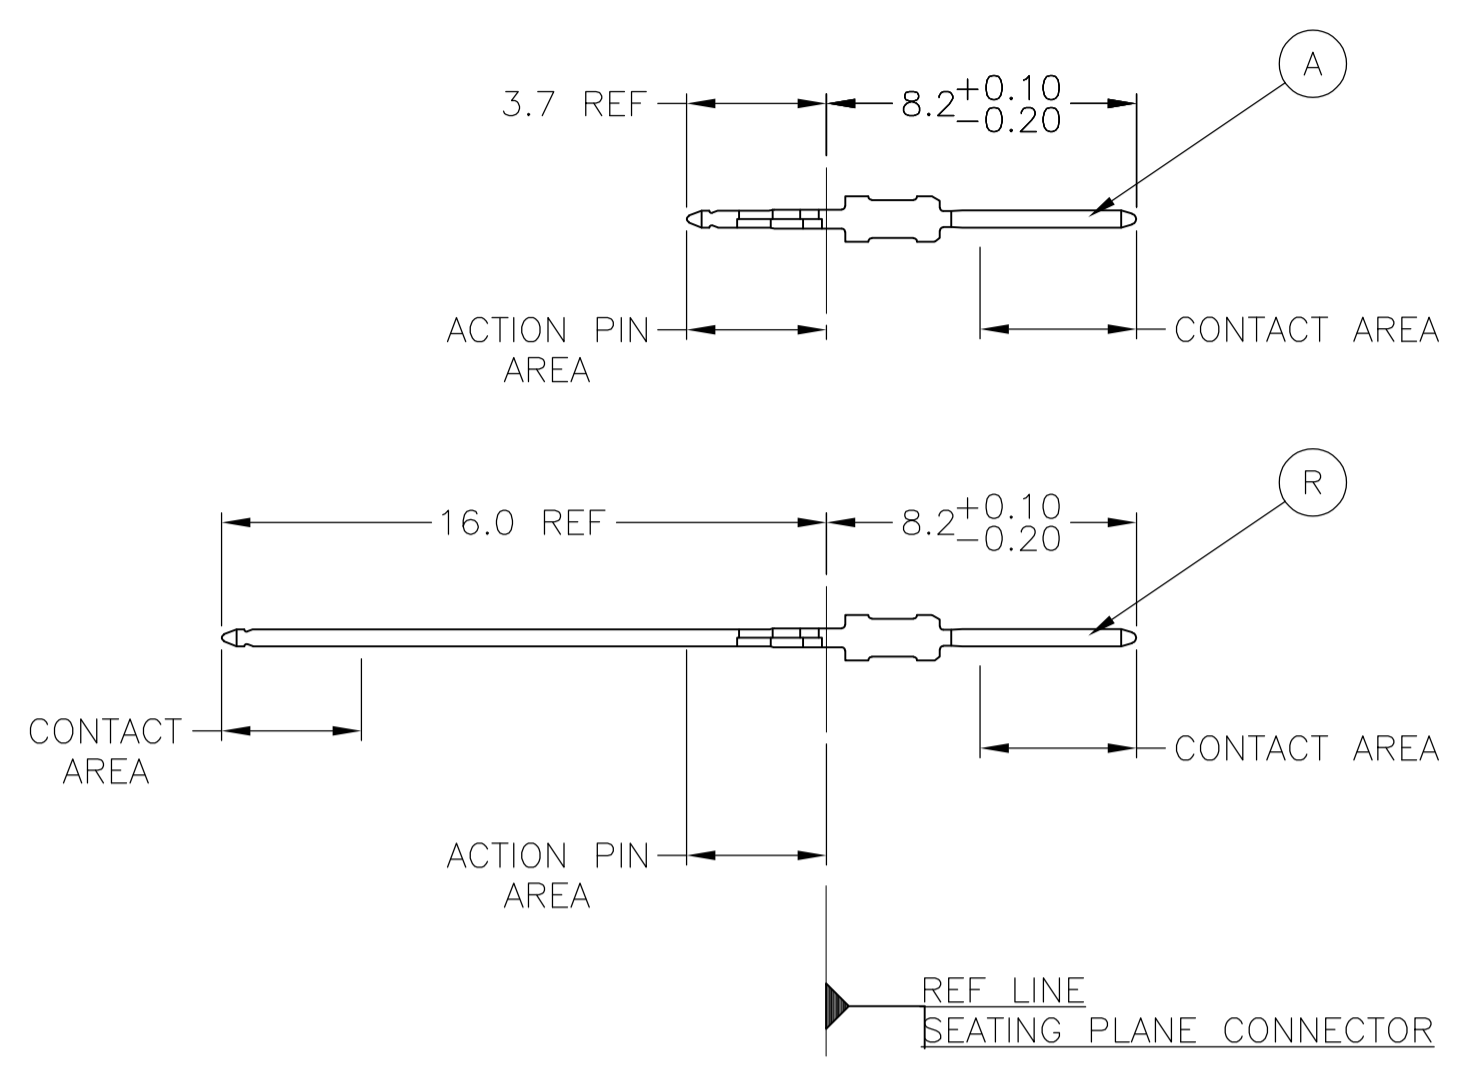 A
3.7 REF
8.2 +0.10
-0.20
ACTION PIN
AREA
CONTACT AREA
R
16.0 REF
8.2 +0.10
-0.20
CONTACT
AREA
CONTACT AREA
ACTION PIN
AREA
REF LINE
SEATING PLANE CONNECTOR